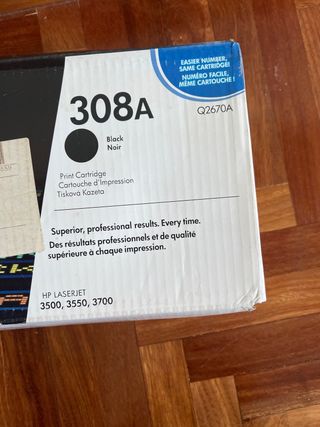 EASIER NUMBER,
SAME CARTRIDGE!
NUMÉRO FACILE,
MÊME CARTOUCHE !
308A
Q2670A
Black
Noir
Print Cartridge
Cartouche d'Impression
Tisková Kazeta
Superior, professional results. Every time.
Des résultats professionnels et de qualité
supérieure à chaque impression.
HP LASERJET
3500, 3550, 3700